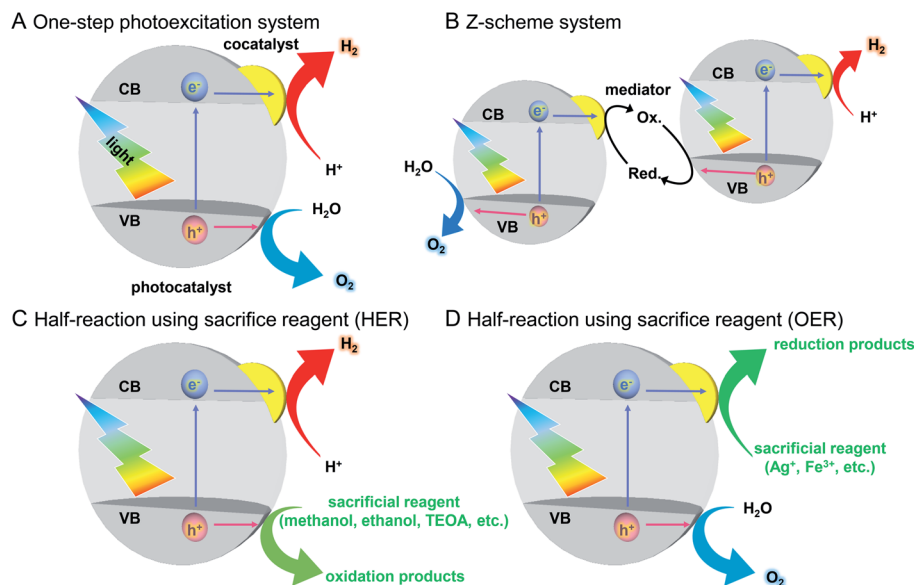 A One-step photoexcitation system
cocatalyst
H₂
CB
e⁻
light
H⁺
H₂O
VB
h⁺
O₂
photocatalyst
B Z-scheme system
H₂
CB
e⁻
mediator
Ox.
H⁺
CB
e⁻
H₂O
Red.
VB
h⁺
VB
h⁺
O₂
C Half-reaction using sacrifice reagent (HER)
H₂
CB
e⁻
H⁺
sacrificial reagent
(methanol, ethanol, TEOA, etc.)
VB
h⁺
oxidation products
D Half-reaction using sacrifice reagent (OER)
reduction products
CB
e⁻
sacrificial reagent
(Ag⁺, Fe³⁺, etc.)
VB
h⁺
H₂O
O₂